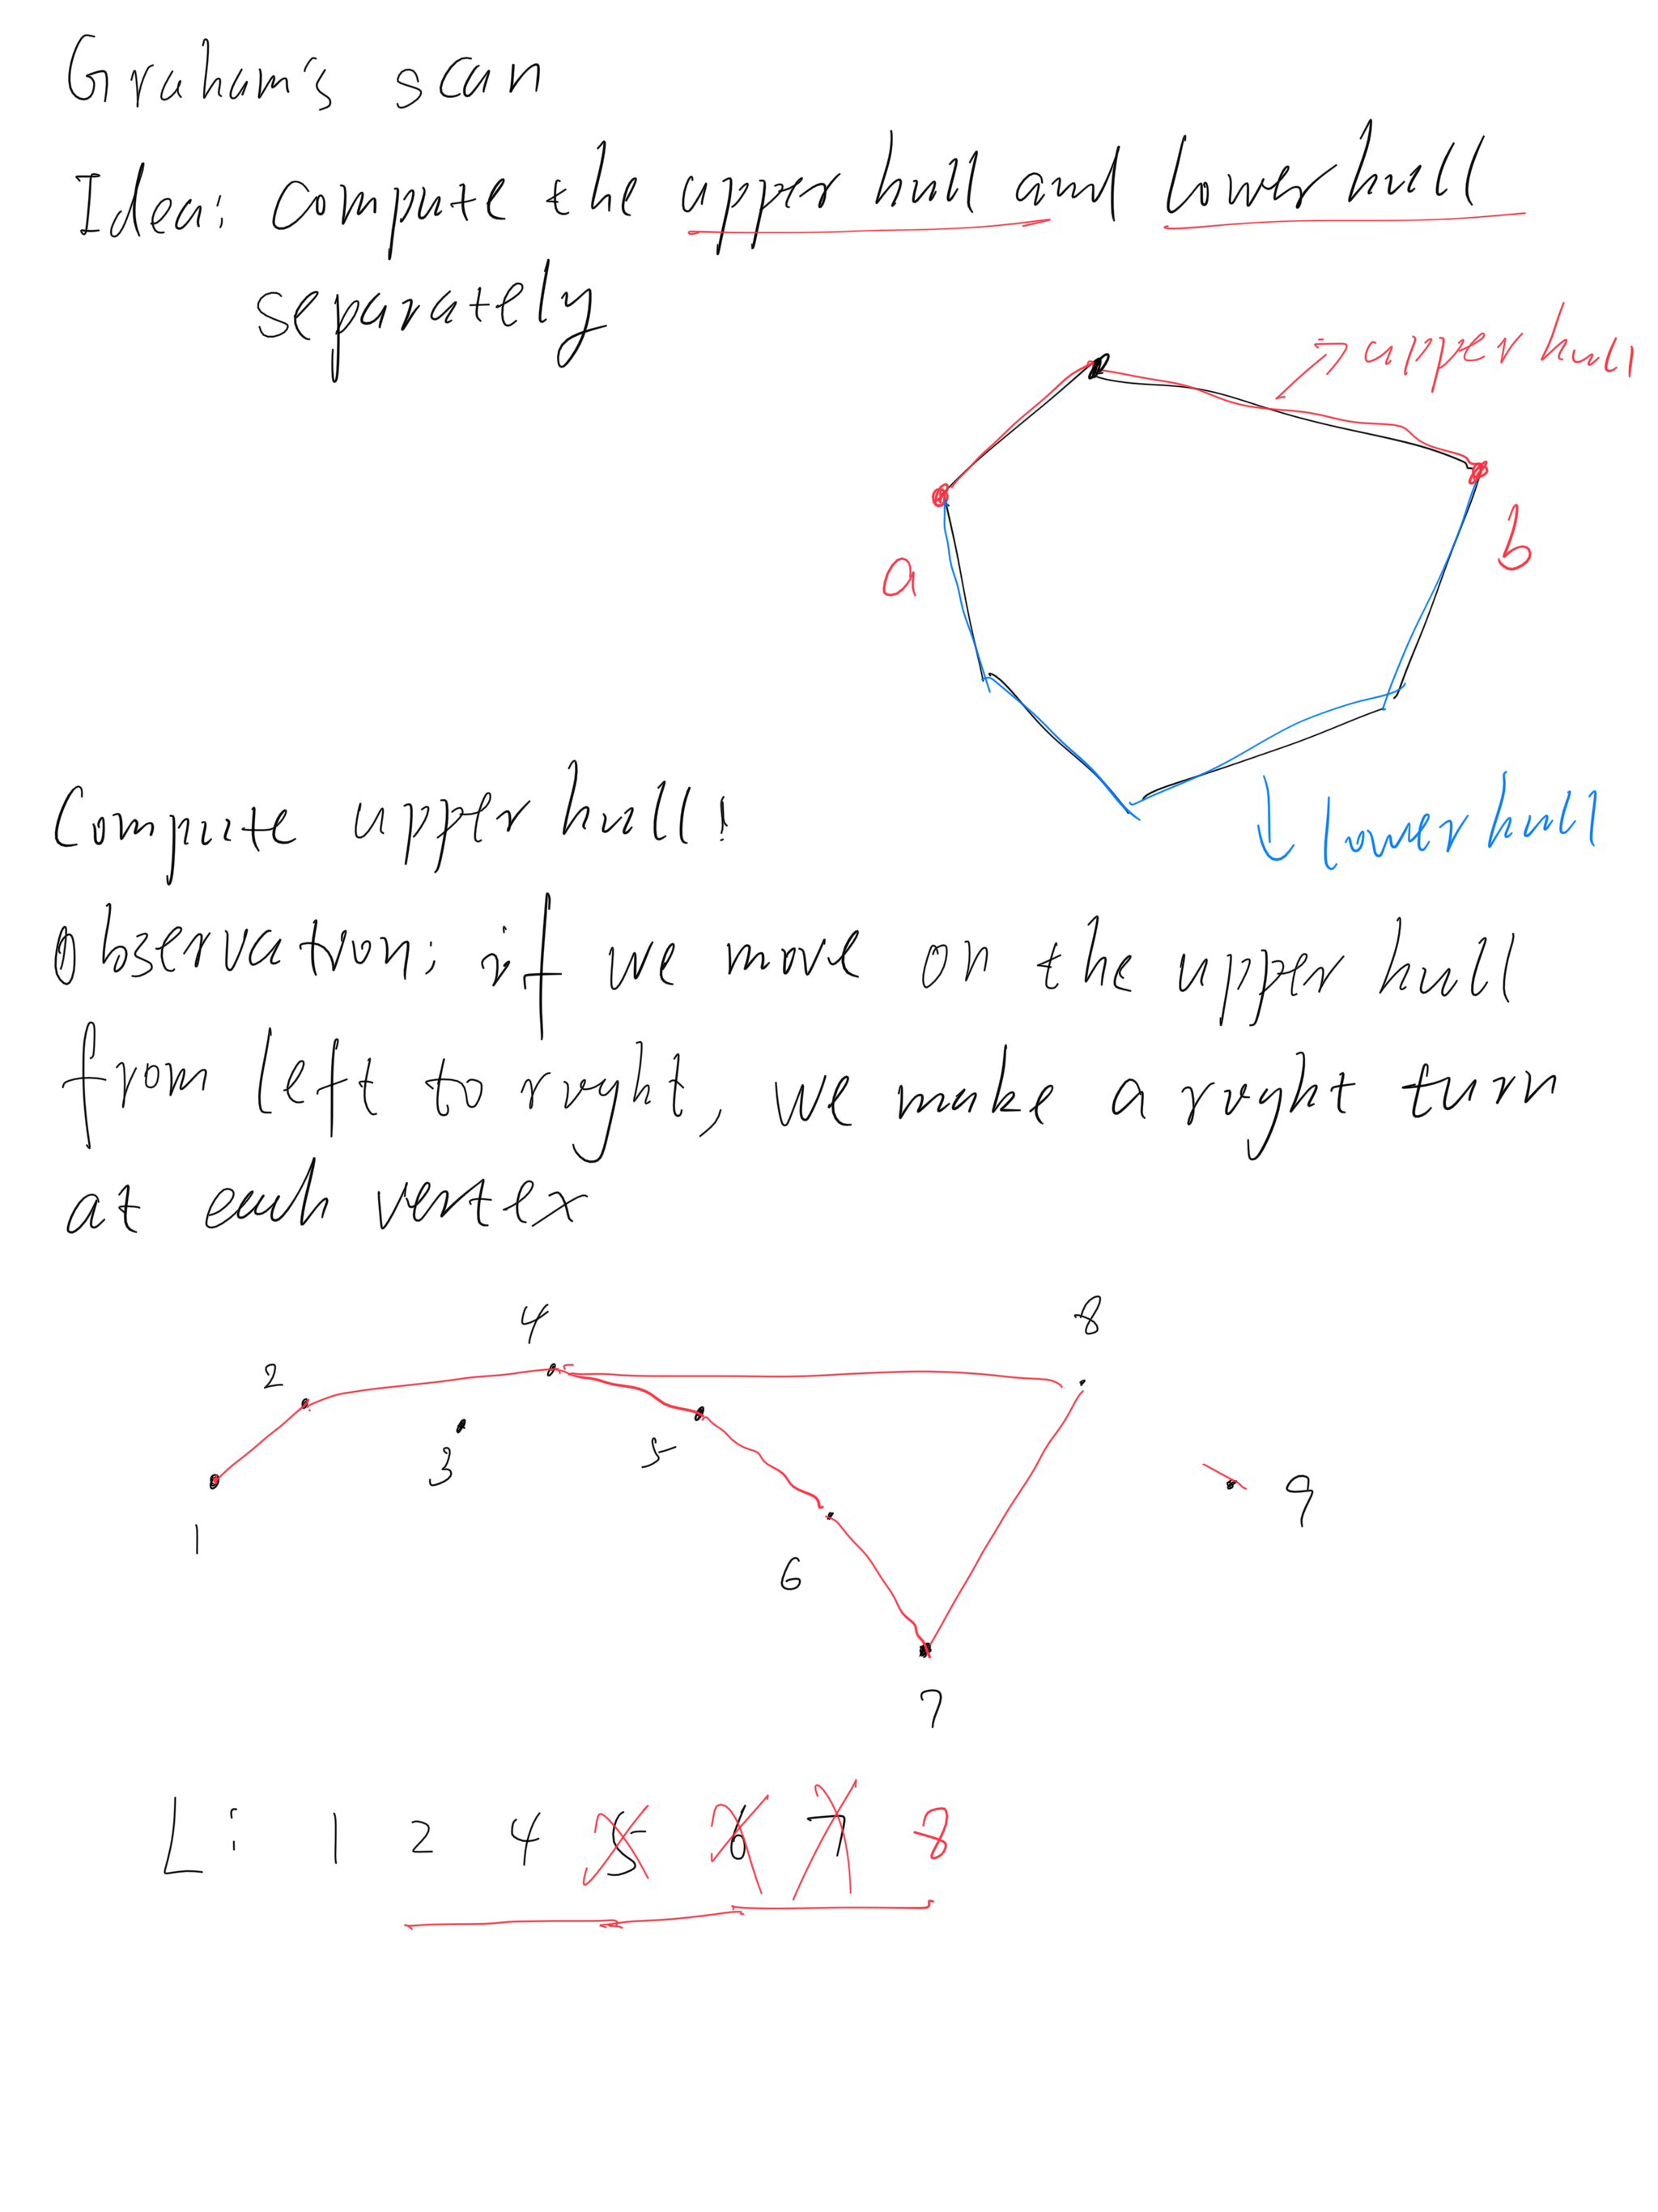 Graham's scan
Idea: compute the upper hull and lower hull
separately
upper hull
a
b
lower hull
Compute upper hull:
observation: if we move on the upper hull
from left to right, we make a right turn
at each vertex
4
8
2
3
5
9
1
6
7
L: 1 2 4 5 6 7 8